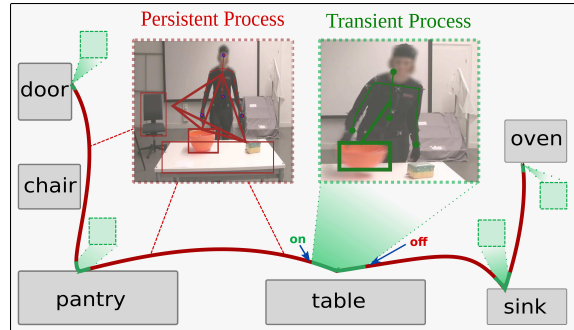 Persistent Process
Transient Process
door
oven
chair
on
off
pantry
table
sink